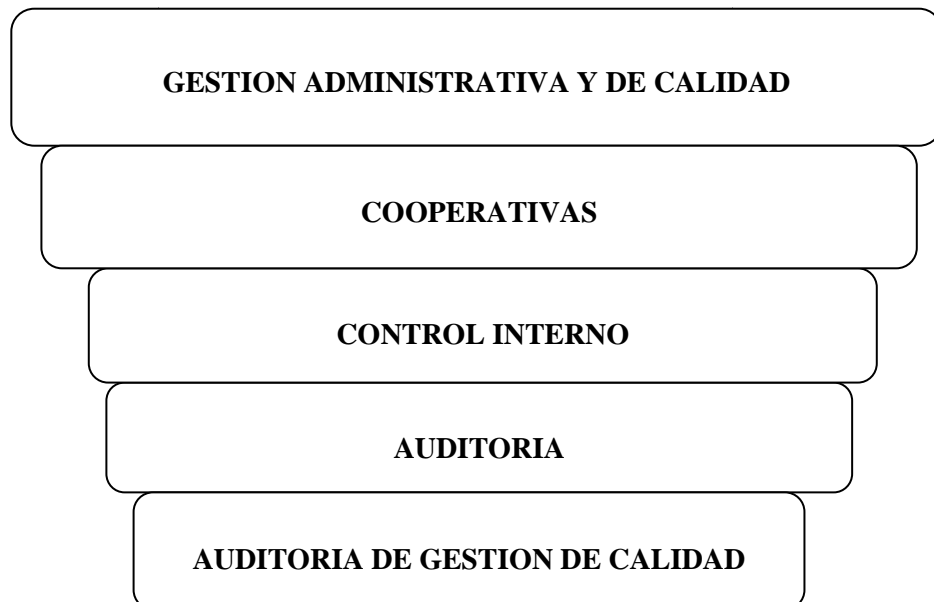 GESTION ADMINISTRATIVA Y DE CALIDAD
COOPERATIVAS
CONTROL INTERNO
AUDITORIA
AUDITORIA DE GESTION DE CALIDAD